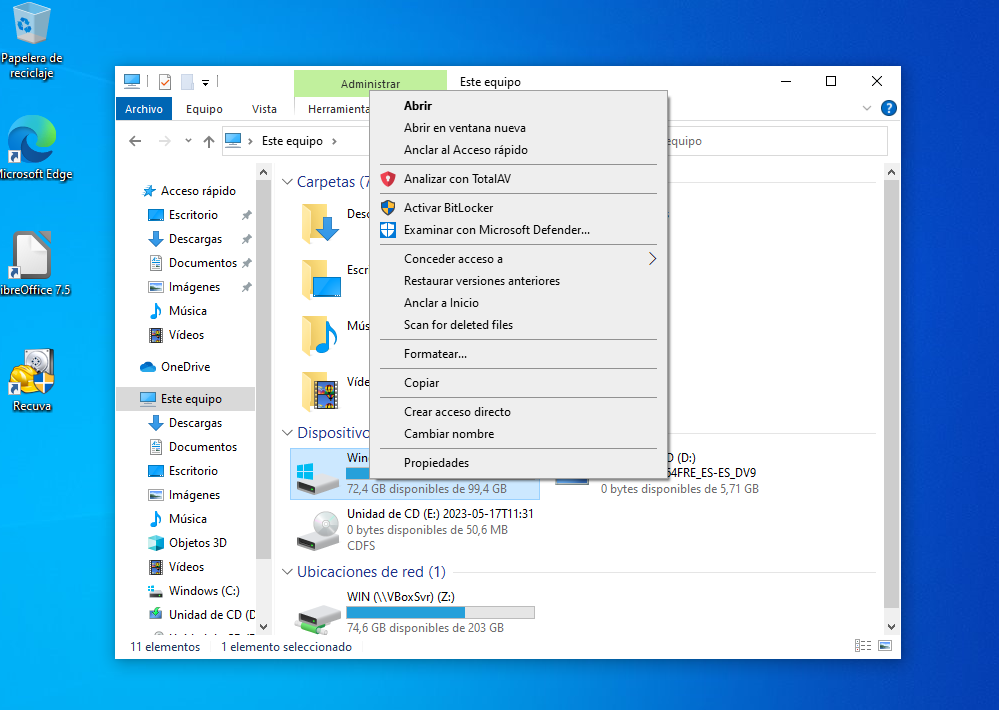 Papelera de
reciclaje
Microsoft Edge
LibreOffice 7.5
Recuva
Administrar
Este equipo
Archivo
Equipo
Vista
Herramienta
Este equipo
equipo
Acceso rápido
Escritorio
Descargas
Documentos
Imágenes
Música
Vídeos
OneDrive
Este equipo
Descargas
Documentos
Escritorio
Imágenes
Música
Objetos 3D
Vídeos
Windows (C:)
Unidad de CD (D
Carpetas (7
Desc
Escr
Mús
Víde
Dispositivo
Win
72,4 GB disponibles de 99,4 GB
D (D:)
64FRE_ES-ES_DV9
0 bytes disponibles de 5,71 GB
Unidad de CD (E:) 2023-05-17T11:31
0 bytes disponibles de 50,6 MB
CDFS
Ubicaciones de red (1)
WIN (\\VBoxSvr) (Z:)
74,6 GB disponibles de 203 GB
Abrir
Abrir en ventana nueva
Anclar al Acceso rápido
Analizar con TotalAV
Activar BitLocker
Examinar con Microsoft Defender...
Conceder acceso a
Restaurar versiones anteriores
Anclar a Inicio
Scan for deleted files
Formatear...
Copiar
Crear acceso directo
Cambiar nombre
Propiedades
11 elementos
1 elemento seleccionado